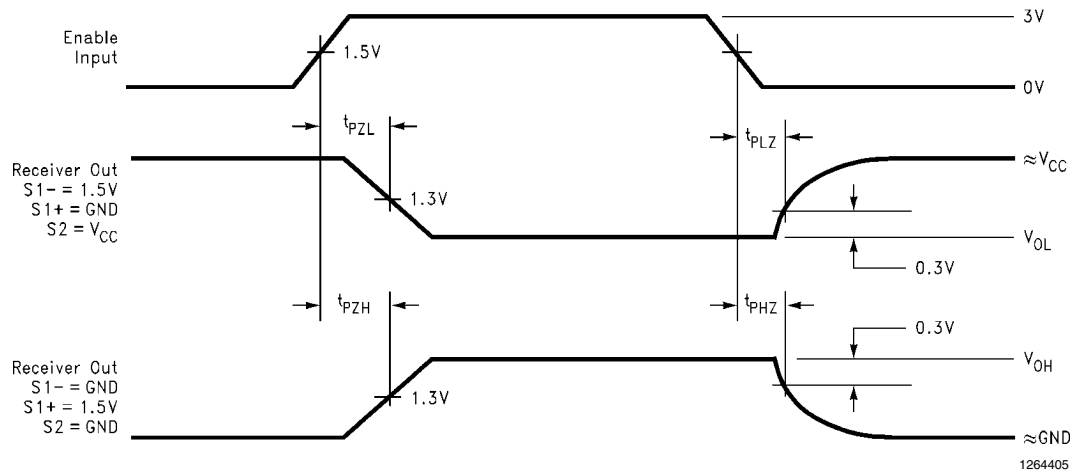 3V
Enable
Input
1.5V
0V
tPZL
tPLZ
Receiver Out
S1- = 1.5V
S1+ = GND
S2 = VCC
≈VCC
1.3V
VOL
0.3V
tPZH
tPHZ
0.3V
Receiver Out
S1- = GND
S1+ = 1.5V
S2 = GND
VOH
1.3V
≈GND
1264405